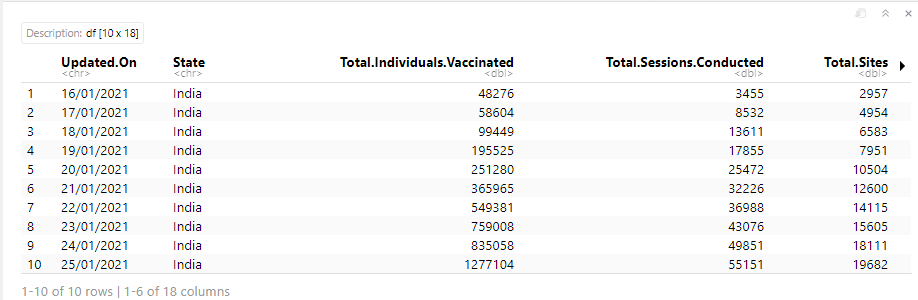 Description: df [10 x 18]
Updated.On State Total.Individuals.Vaccinated Total.Sessions.Conducted Total.Sites
<chr> <chr> <dbl> <dbl> <dbl>
1 16/01/2021 India 48276 3455 2957
2 17/01/2021 India 58604 8532 4954
3 18/01/2021 India 99449 13611 6583
4 19/01/2021 India 195525 17855 7951
5 20/01/2021 India 251280 25472 10504
6 21/01/2021 India 365965 32226 12600
7 22/01/2021 India 549381 36988 14115
8 23/01/2021 India 759008 43076 15605
9 24/01/2021 India 835058 49851 18111
10 25/01/2021 India 1277104 55151 19682
1-10 of 10 rows | 1-6 of 18 columns